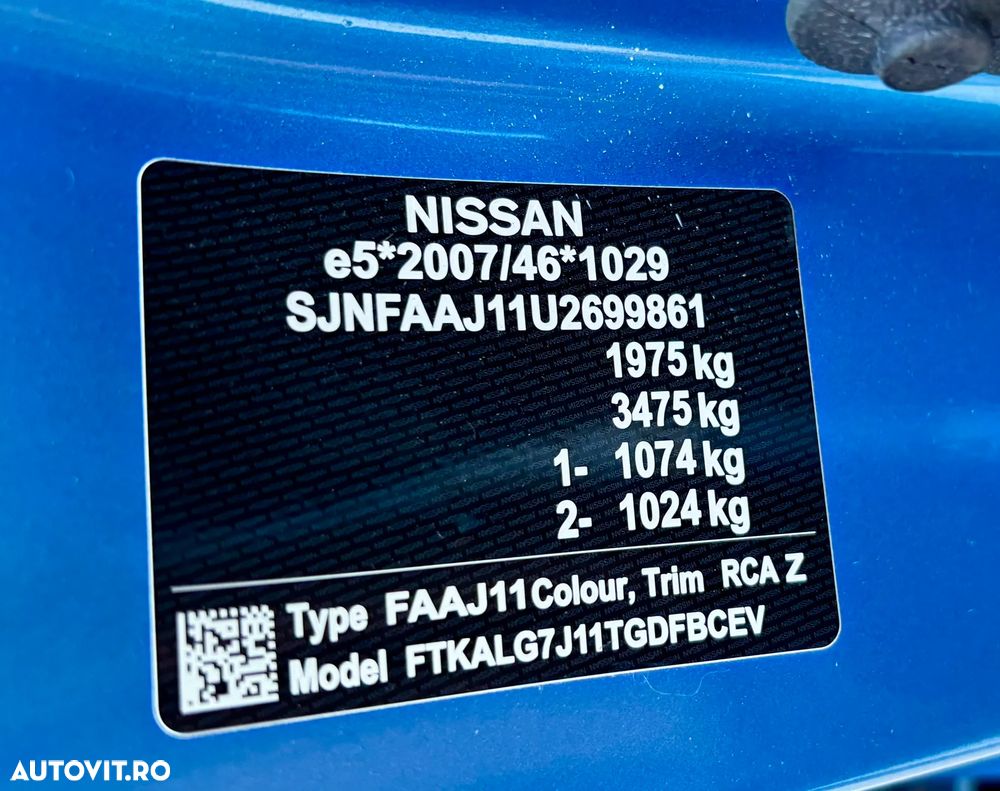 NISSAN
e5*2007/46*1029
SJNFAAJ11U2699861
1975 kg
3475 kg
1- 1074 kg
2- 1024 kg
Type FAAJ11 Colour, Trim RCA Z
Model FTKALG7J11TGDFBCEV
AUTOVIT.RO